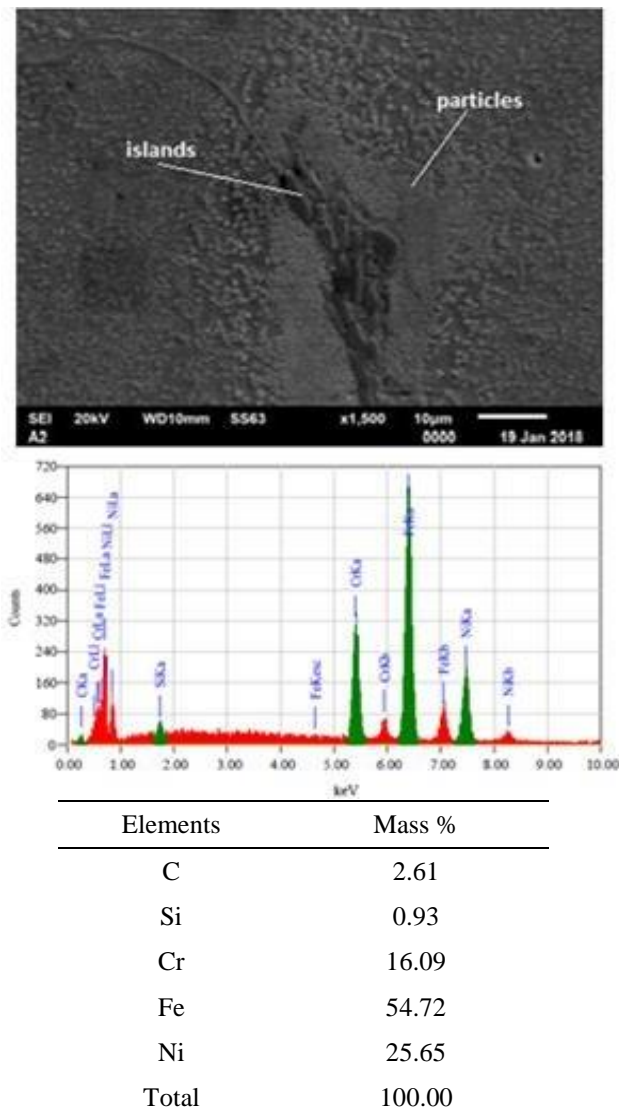 particles
islands
SEI 20kV WD10mm SS63 x1,500 10µm
A2 0000 19 Jan 2018
720
640
560
480
400
320
240
160
80
0
Counts
CKa
CrLl
CrLa
FeLl
FeLa
NiLl
NiLa
SiKa
FeKesc
CrKa
CrKb
FeKa
FeKb
NiKa
NiKb
0.00 1.00 2.00 3.00 4.00 5.00 6.00 7.00 8.00 9.00 10.00
keV
Elements Mass %
C 2.61
Si 0.93
Cr 16.09
Fe 54.72
Ni 25.65
Total 100.00